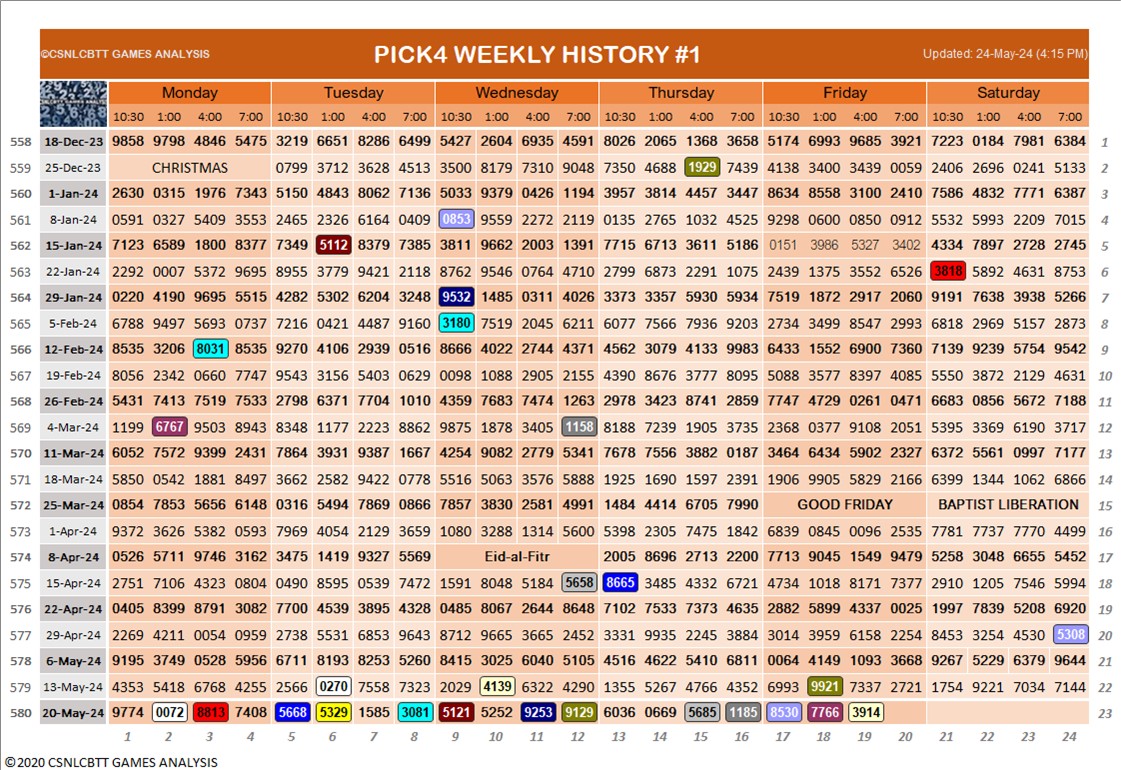 ©CSNLCBTT GAMES ANALYSIS PICK4 WEEKLY HISTORY #1 Updated: 24-May-24 (4:15 PM)
Monday Tuesday Wednesday Thursday Friday Saturday
10:30 1:00 4:00 7:00 10:30 1:00 4:00 7:00 10:30 1:00 4:00 7:00 10:30 1:00 4:00 7:00 10:30 1:00 4:00 7:00 10:30 1:00 4:00 7:00
558 18-Dec-23 9858 9798 4846 5475 3219 6651 8286 6499 5427 2604 6935 4591 8026 2065 1368 3658 5174 6993 9685 3921 7223 0184 7981 6384 1
559 25-Dec-23 CHRISTMAS 0799 3712 3628 4513 3500 8179 7310 9048 7350 4688 1929 7439 4138 3400 3439 0059 2406 2696 0241 5133 2
560 1-Jan-24 2630 0315 1976 7343 5150 4843 8062 7136 5033 9379 0426 1194 3957 3814 4457 3447 8634 8558 3100 2410 7586 4832 7771 6387 3
561 8-Jan-24 0591 0327 5409 3553 2465 2326 6164 0409 0853 9559 2272 2119 0135 2765 1032 4525 9298 0600 0850 0912 5532 5993 2209 7015 4
562 15-Jan-24 7123 6589 1800 8377 7349 5112 8379 7385 3811 9662 2003 1391 7715 6713 3611 5186 0151 3986 5327 3402 4334 7897 2728 2745 5
563 22-Jan-24 2292 0007 5372 9695 8955 3779 9421 2118 8762 9546 0764 4710 2799 6873 2291 1075 2439 1375 3552 6526 3818 5892 4631 8753 6
564 29-Jan-24 0220 4190 9695 5515 4282 5302 6204 3248 9532 1485 0311 4026 3373 3357 5930 5934 7519 1872 2917 2060 9191 7638 3938 5266 7
565 5-Feb-24 6788 9497 5693 0737 7216 0421 4487 9160 3180 7519 2045 6211 6077 7566 7936 9203 2734 3499 8547 2993 6818 2969 5157 2873 8
566 12-Feb-24 8535 3206 8031 8535 9270 4106 2939 0516 8666 4022 2744 4371 4562 4079 4133 9983 6433 1552 6900 7360 7139 9239 5754 9542 9
567 19-Feb-24 8056 2342 0660 7747 9543 3156 5403 0629 0098 1088 2905 2155 4390 8676 3777 8095 5088 3577 8397 4085 5550 3872 2129 4631 10
568 26-Feb-24 5431 7413 7519 7533 2798 6371 7704 1010 4359 7683 7474 1263 2978 3423 8741 2859 7747 4729 0261 0471 6683 0856 5672 7188 11
569 4-Mar-24 1199 6767 9503 8943 8348 1177 2223 8862 9875 1878 3405 1158 8188 7239 1905 3735 2368 0377 9108 2051 5395 3369 6190 3717 12
570 11-Mar-24 6052 7572 9399 2431 7864 3931 9387 1667 4254 9082 2779 5341 7678 7556 3882 0187 3464 6434 5902 2327 6372 5561 0997 7177 13
571 18-Mar-24 5850 0542 1881 8497 3662 2582 9422 0778 5516 5063 3576 5888 1925 1690 1597 2391 1906 9905 5829 2166 6399 1344 1062 6866 14
572 25-Mar-24 0854 7853 5656 6148 0316 5494 7869 0866 7857 3830 2581 4991 1484 4414 6705 7990 GOOD FRIDAY BAPTIST LIBERATION 15
573 1-Apr-24 9372 3626 5382 0593 7969 4054 2129 3659 1080 3288 1314 5600 5398 2305 7475 1842 6839 0845 0096 2535 7781 7737 7770 4499 16
574 8-Apr-24 0526 5711 9746 3162 3475 1419 9327 5569 Eid-al-Fitr 2005 8696 2713 2200 7713 9045 1549 9479 5258 3048 6655 5452 17
575 15-Apr-24 2751 7106 4323 0804 0490 8595 0539 7472 1591 8048 5184 5658 8665 3485 4332 6721 4734 1018 8171 7377 2910 1205 7546 5994 18
576 22-Apr-24 0405 8399 8791 3082 7700 4539 3895 4328 0485 8067 2644 8648 7102 7533 7373 4635 2882 5899 4337 0025 1997 7839 5208 6920 19
577 29-Apr-24 2269 4211 0054 0959 2738 5531 6853 9643 8712 9665 3665 2452 3331 9935 2245 3884 3014 3959 6158 2254 8453 3254 4530 5308 20
578 6-May-24 9195 3749 0528 5956 6711 8193 8253 5260 8415 3025 6040 5105 4516 4622 5410 6811 0064 4149 1093 3668 9267 5229 6379 9644 21
579 13-May-24 4353 5418 6768 4255 2566 0270 7558 7323 2029 4139 6322 4290 1355 5267 4766 4352 6993 9921 7337 2721 1754 9221 7034 7144 22
580 20-May-24 9774 0072 8813 7408 5668 5329 1585 3081 5121 5252 9253 9129 6036 0669 5685 1185 8530 7766 3914 23
1 2 3 4 5 6 7 8 9 10 11 12 13 14 15 16 17 18 19 20 21 22 23 24
©2020 CSNLCBTT GAMES ANALYSIS